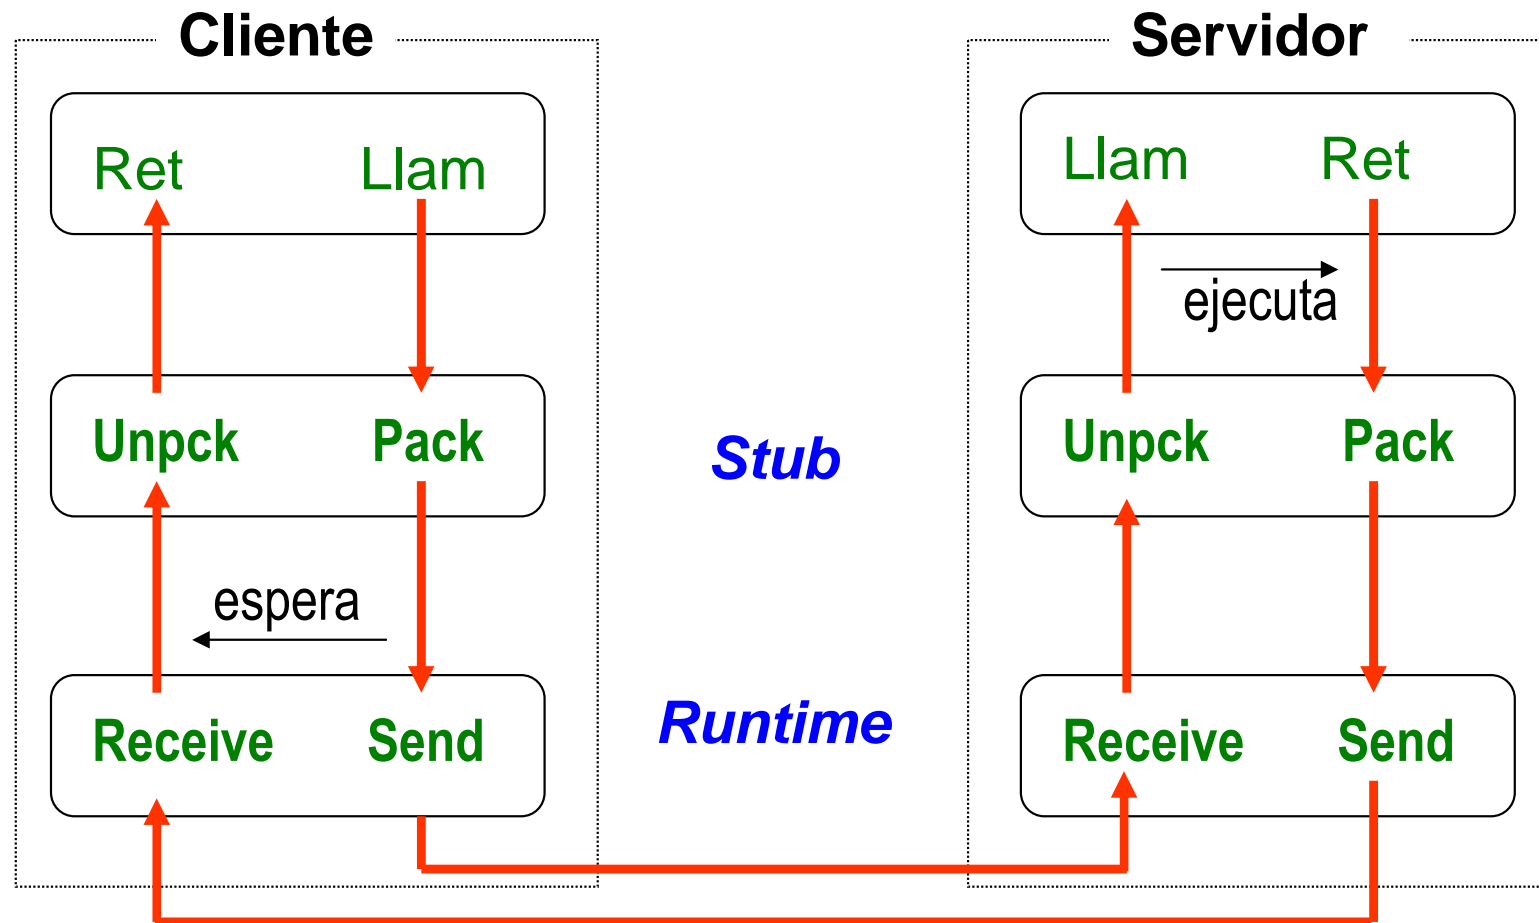 Cliente
Servidor
Ret Llam
Llam Ret
ejecuta
Unpck Pack
Stub
Unpck Pack
espera
Receive Send
Runtime
Receive Send